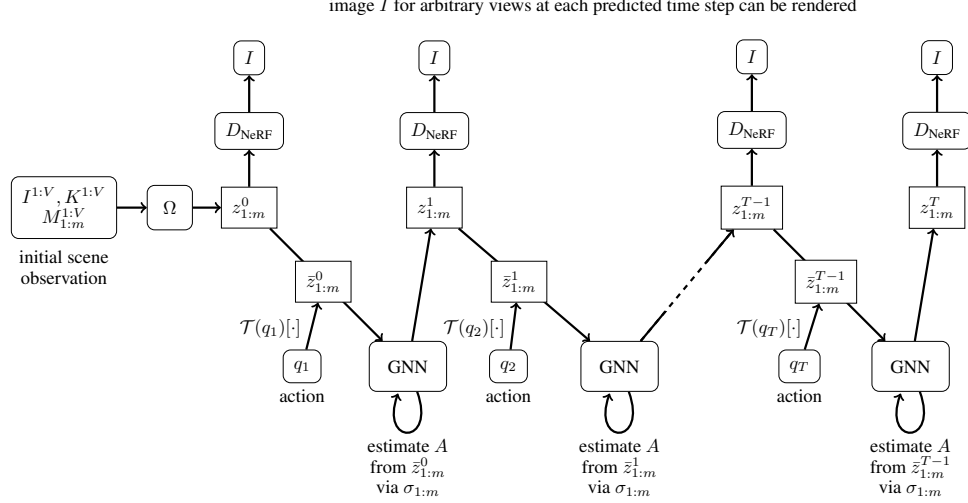 image I for arbitrary views at each predicted time step can be rendered
I I I I
D_NeRF D_NeRF D_NeRF D_NeRF
I^{1:V}, K^{1:V}
M^{1:V}_{1:m}
Ω
z^0_{1:m} z^1_{1:m} z^{T−1}_{1:m} z^T_{1:m}
initial scene
observation
z̄^0_{1:m} z̄^1_{1:m} z̄^{T−1}_{1:m}
𝒯(q_1)[·] 𝒯(q_2)[·] 𝒯(q_T)[·]
q_1 GNN q_2 GNN q_T GNN
action action action
estimate A estimate A estimate A
from z̄^0_{1:m} from z̄^1_{1:m} from z̄^{T−1}_{1:m}
via σ_{1:m} via σ_{1:m} via σ_{1:m}